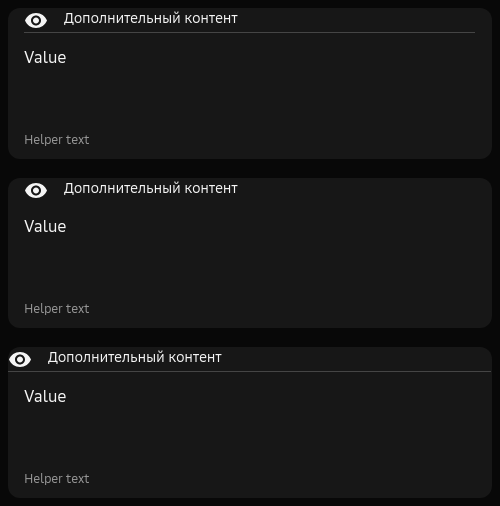 Дополнительный контент
Value
Helper text
Дополнительный контент
Value
Helper text
Дополнительный контент
Value
Helper text